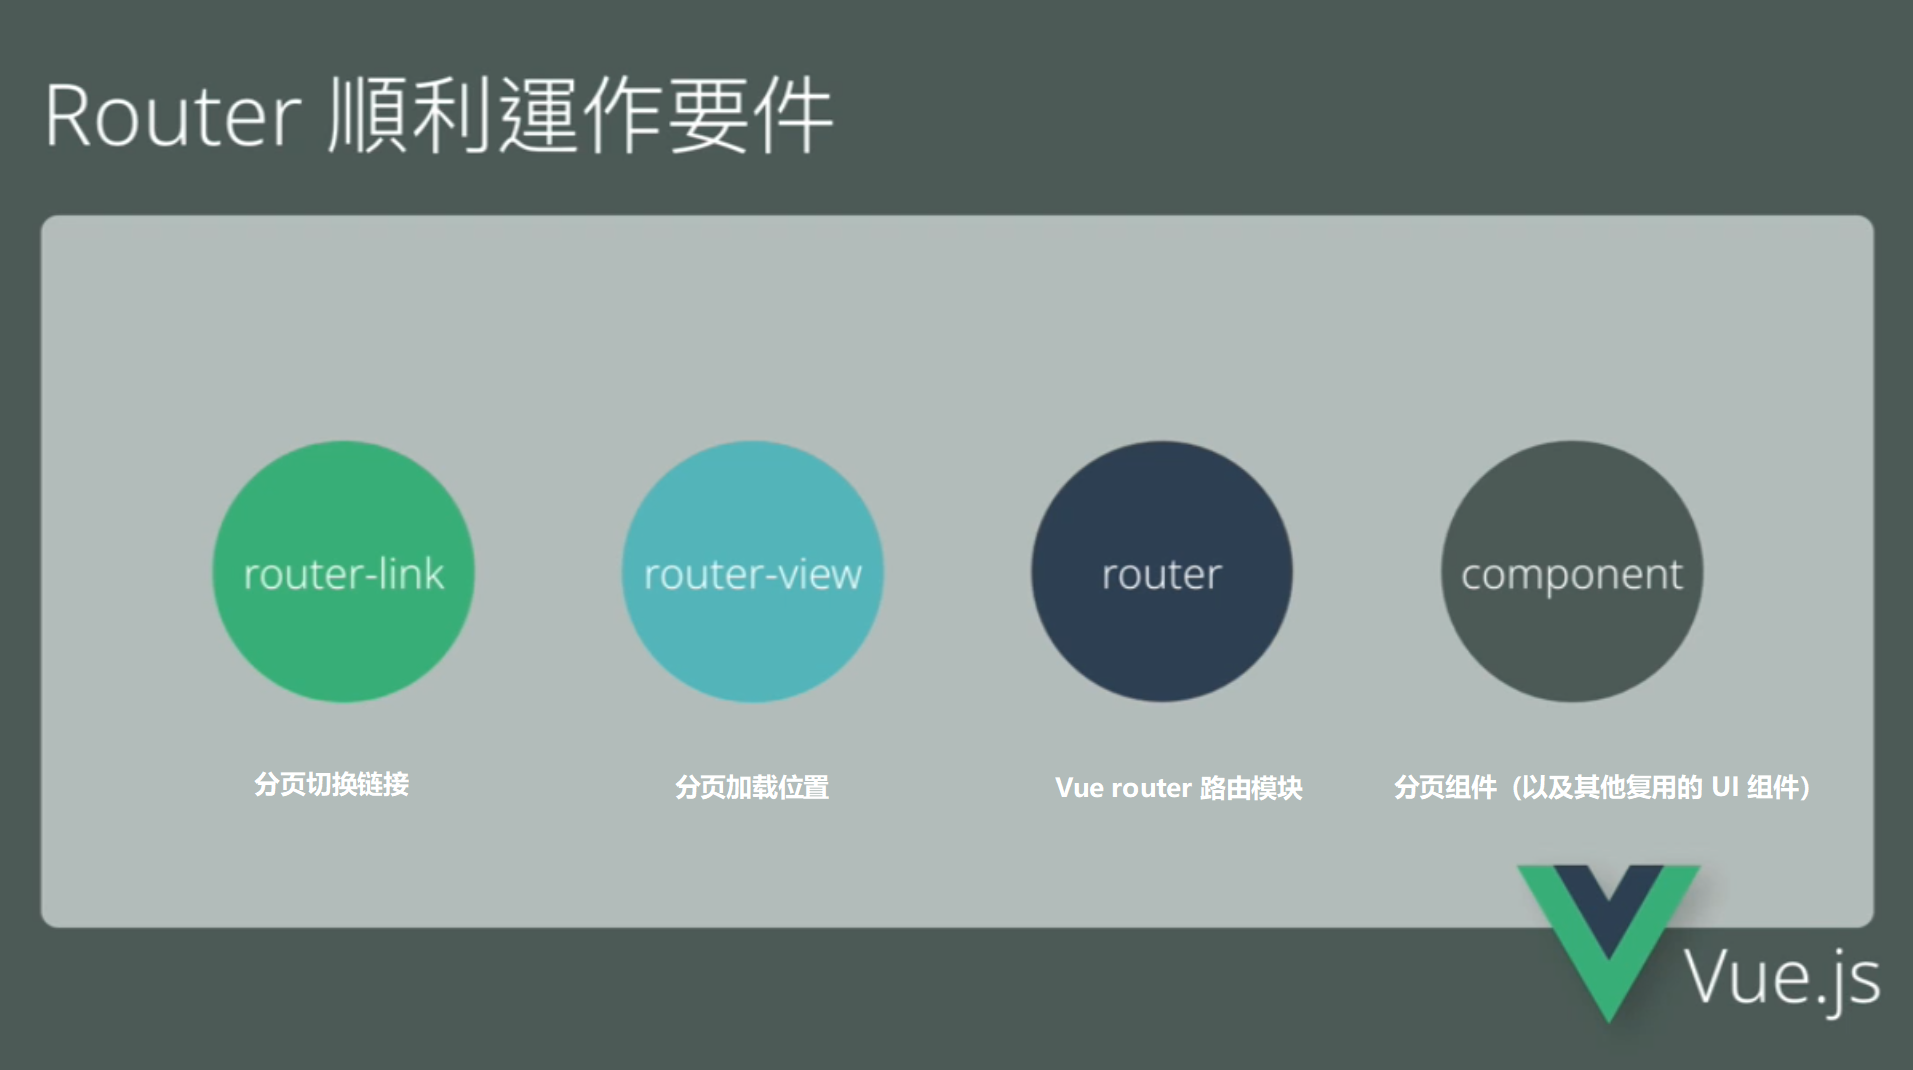 Router 順利運作要件
router-link
router-view
router
component
分页切换链接
分页加载位置
Vue router 路由模块
分页组件（以及其他复用的 UI 组件）
Vue.js